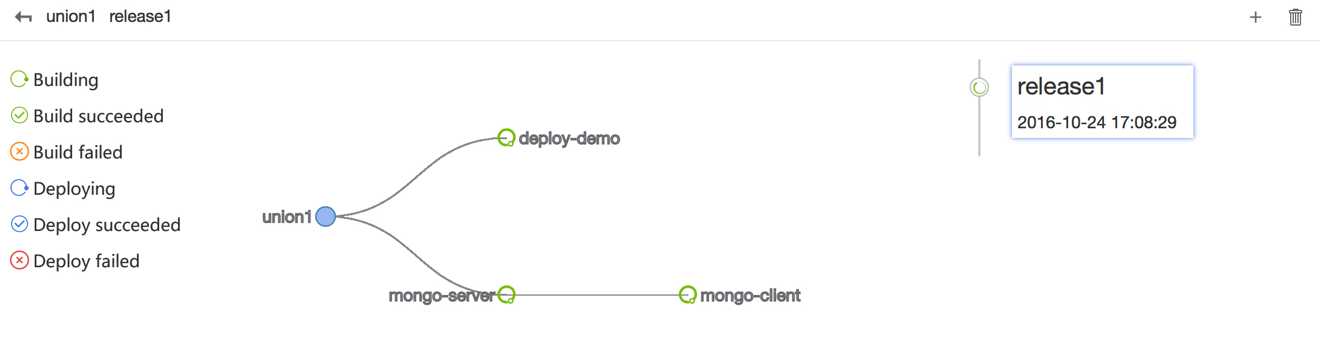 union1 release1
Building
Build succeeded
Build failed
Deploying
Deploy succeeded
Deploy failed
deploy-demo
union1
mongo-server
mongo-client
release1
2016-10-24 17:08:29